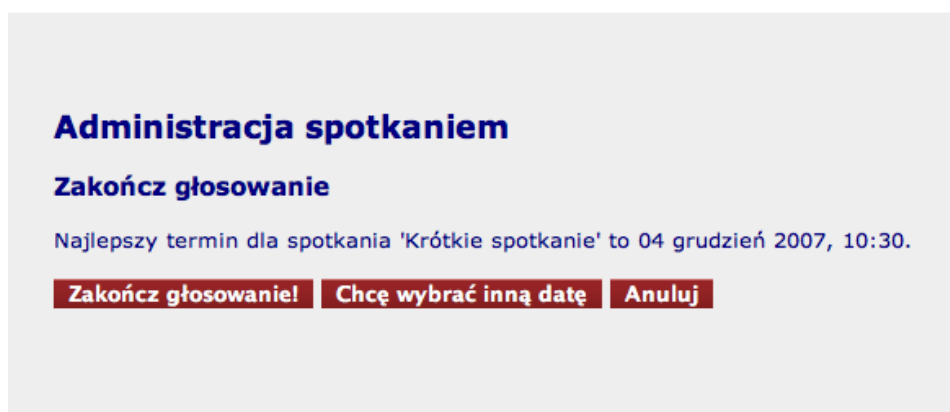 Administracja spotkaniem
Zakończ głosowanie
Najlepszy termin dla spotkania 'Krótkie spotkanie' to 04 grudzień 2007, 10:30.
Zakończ głosowanie! Chcę wybrać inną datę Anuluj